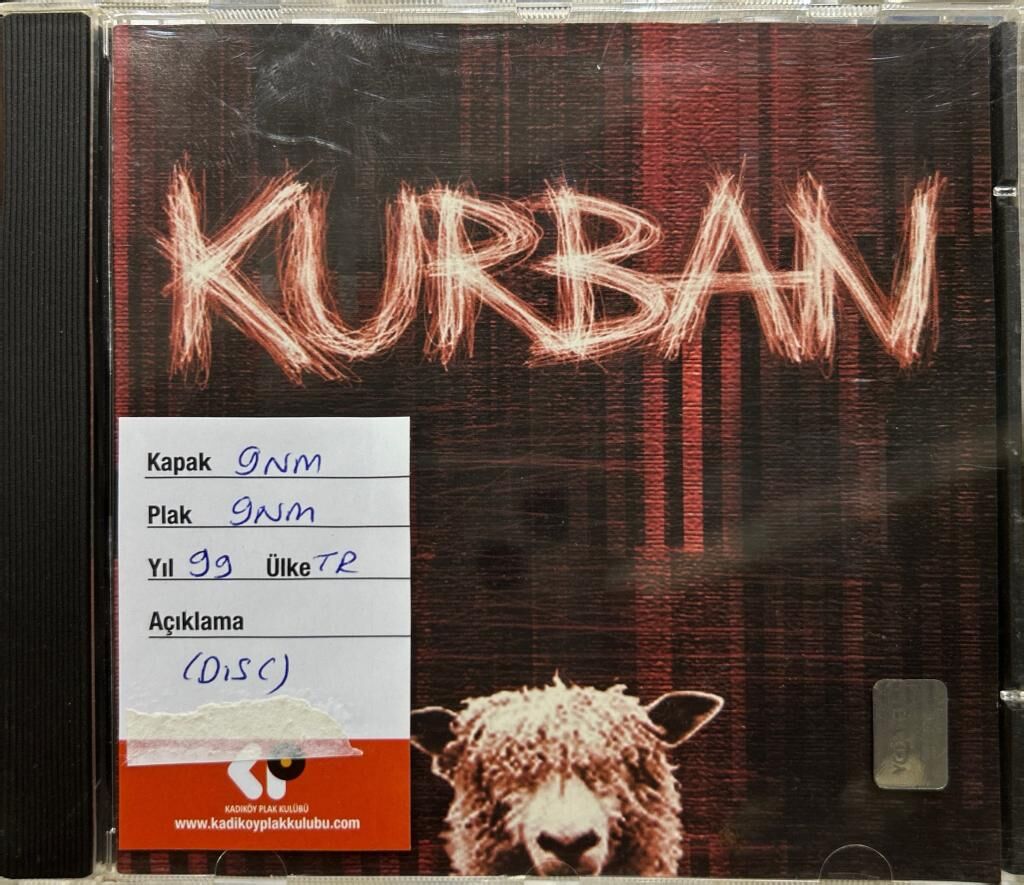 KURBAN
Kapak 9NM
Plak 9NM
Yıl 99 Ülke TR
Açıklama
(DiSC)
KADIKÖY PLAK KULÜBÜ
www.kadikoyplakkulubu.com